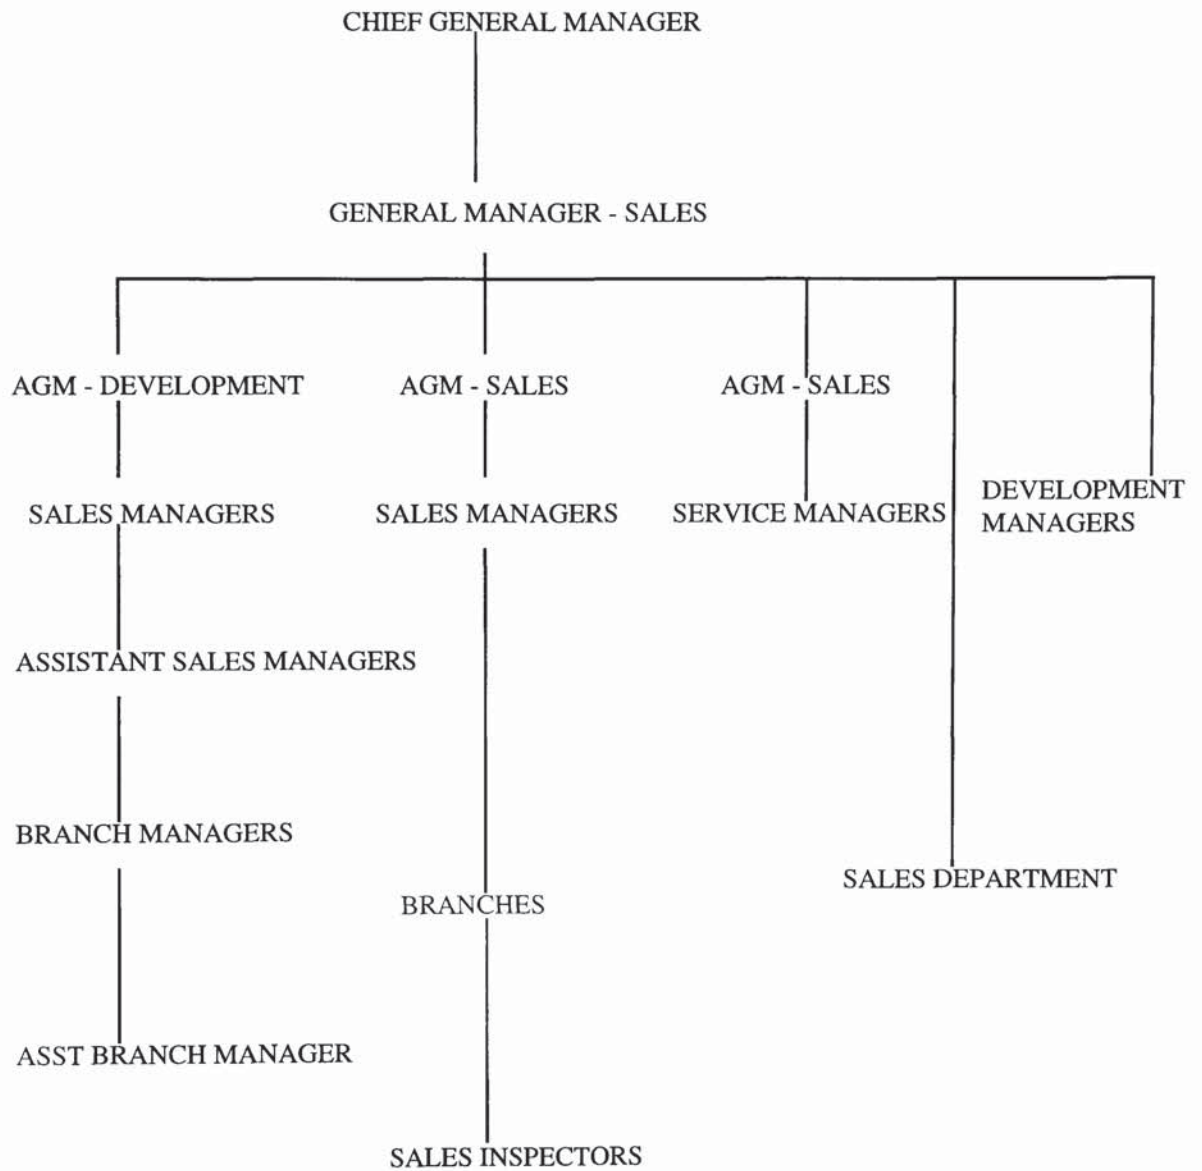 CHIEF GENERAL MANAGER
GENERAL MANAGER - SALES
AGM - DEVELOPMENT
AGM - SALES
AGM - SALES
SALES MANAGERS
SALES MANAGERS
SERVICE MANAGERS
DEVELOPMENT
MANAGERS
ASSISTANT SALES MANAGERS
BRANCH MANAGERS
SALES DEPARTMENT
BRANCHES
ASST BRANCH MANAGER
SALES INSPECTORS